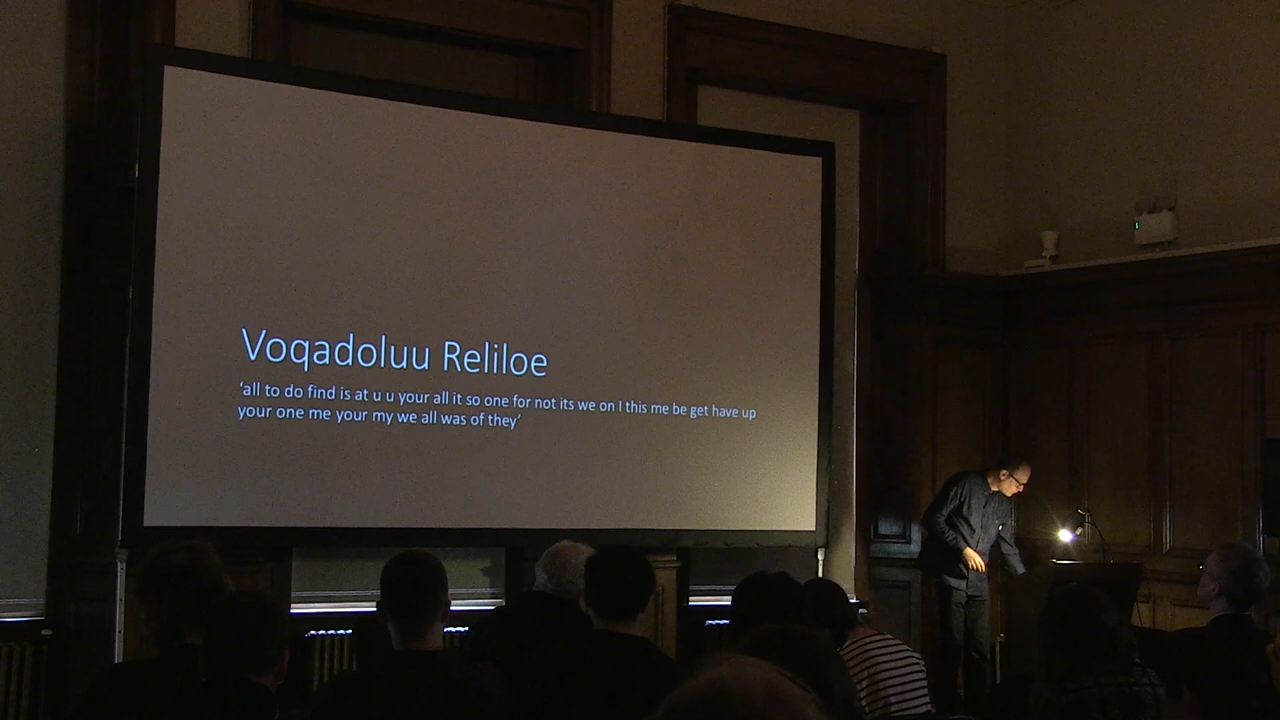 Voqadoluu Reliloe
‘all to do find is at u u your all it so one for not its we on I this me be get have up
your one me your my we all was of they’